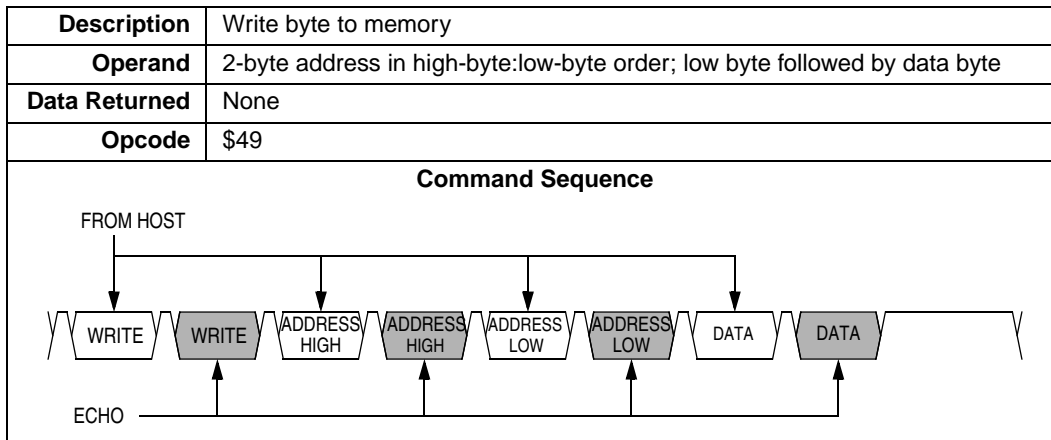 Description Write byte to memory
Operand 2-byte address in high-byte:low-byte order; low byte followed by data byte
Data Returned None
Opcode $49
Command Sequence
FROM HOST
WRITE WRITE ADDRESS HIGH ADDRESS HIGH ADDRESS LOW ADDRESS LOW DATA DATA
ECHO